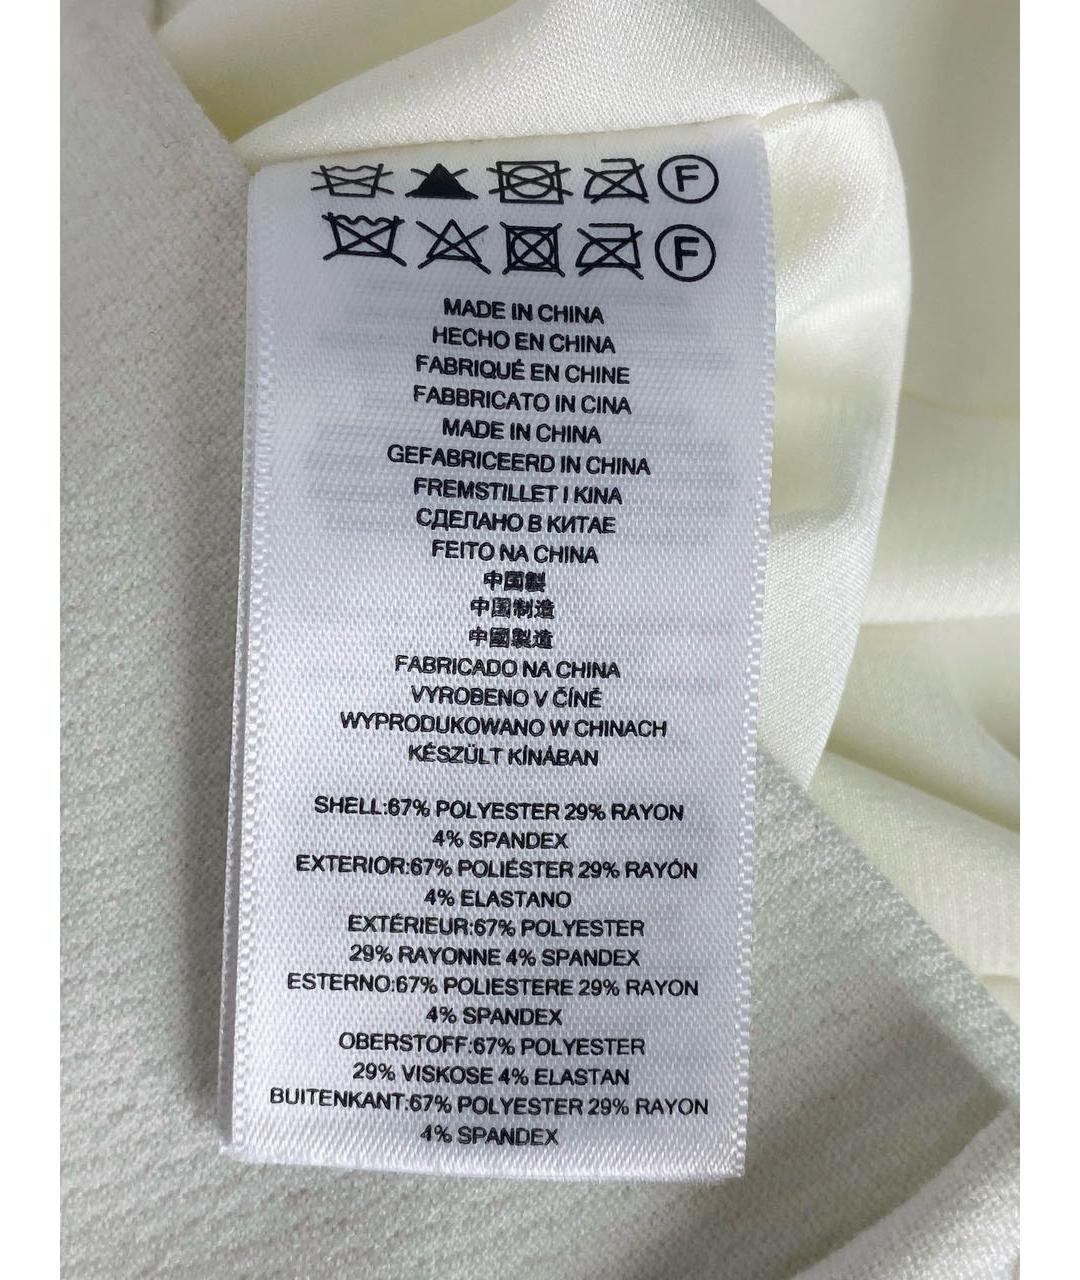 F
F
MADE IN CHINA
HECHO EN CHINA
FABRIQUÉ EN CHINE
FABBRICATO IN CINA
MADE IN CHINA
GEFABRICEERD IN CHINA
FREMSTILLET I KINA
СДЕЛАНО В КИТАЕ
FEITO NA CHINA
中国製
中国制造
中國製造
FABRICADO NA CHINA
VYROBENO V ČÍNĚ
WYPRODUKOWANO W CHINACH
KÉSZÜLT KÍNÁBAN
SHELL:67% POLYESTER 29% RAYON
4% SPANDEX
EXTERIOR:67% POLIÉSTER 29% RAYÓN
4% ELASTANO
EXTÉRIEUR:67% POLYESTER
29% RAYONNE 4% SPANDEX
ESTERNO:67% POLIESTERE 29% RAYON
4% SPANDEX
OBERSTOFF:67% POLYESTER
29% VISKOSE 4% ELASTAN
BUITENKANT:67% POLYESTER 29% RAYON
4% SPANDEX